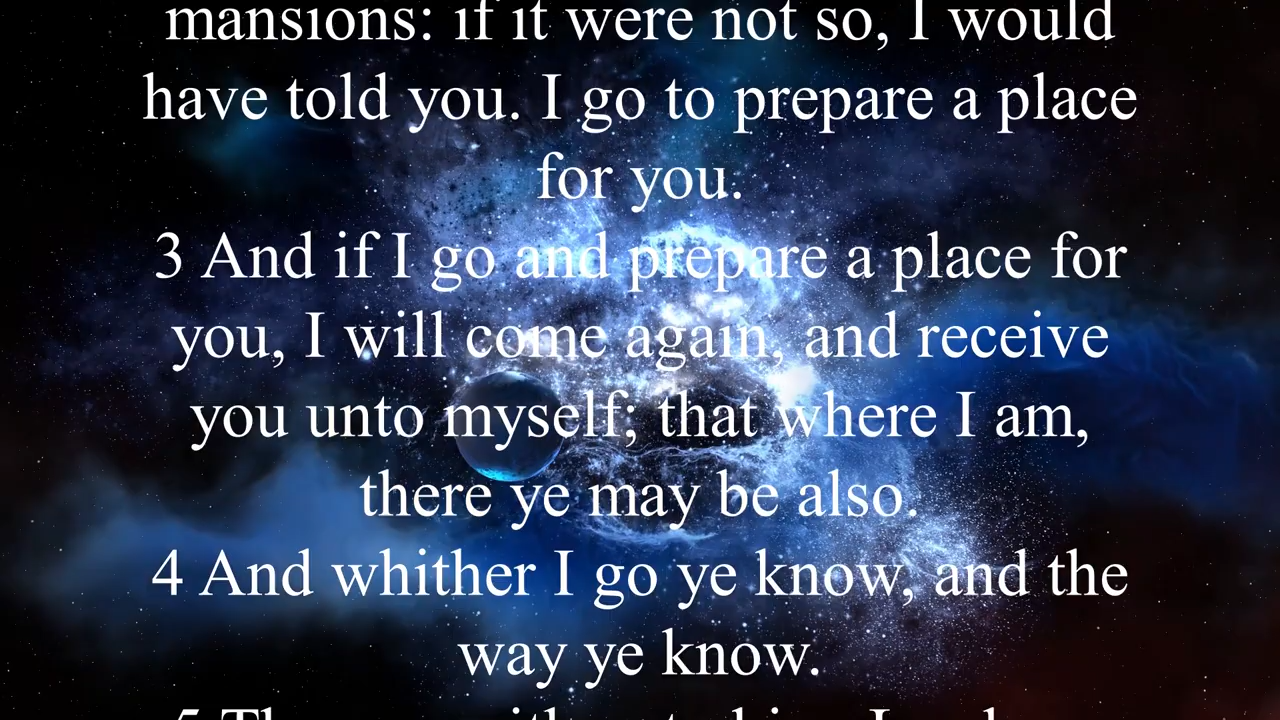 mansions: if it were not so, I would
have told you. I go to prepare a place
for you.
3 And if I go and prepare a place for
you, I will come again, and receive
you unto myself; that where I am,
there ye may be also.
4 And whither I go ye know, and the
way ye know.